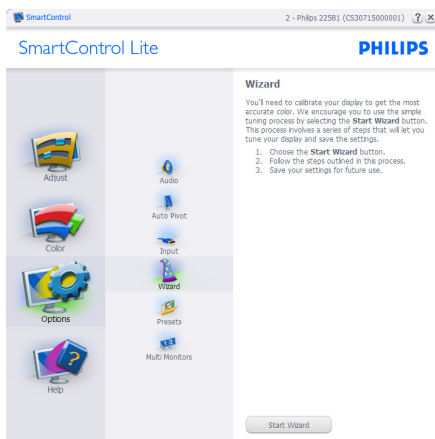 SmartControl
2 - Philips 225B1 (CS30715000001)
SmartControl Lite
PHILIPS
Adjust
Color
Options
Help
Audio
Auto Pivot
Input
Wizard
Presets
Multi Monitors
Wizard
You'll need to calibrate your display to get the most
accurate color. We encourage you to use the simple
tuning process by selecting the Start Wizard button.
This process involves a series of steps that will let you
tune your display and save the settings.
1. Choose the Start Wizard button.
2. Follow the steps outlined in this process.
3. Save your settings for future use.
Start Wizard